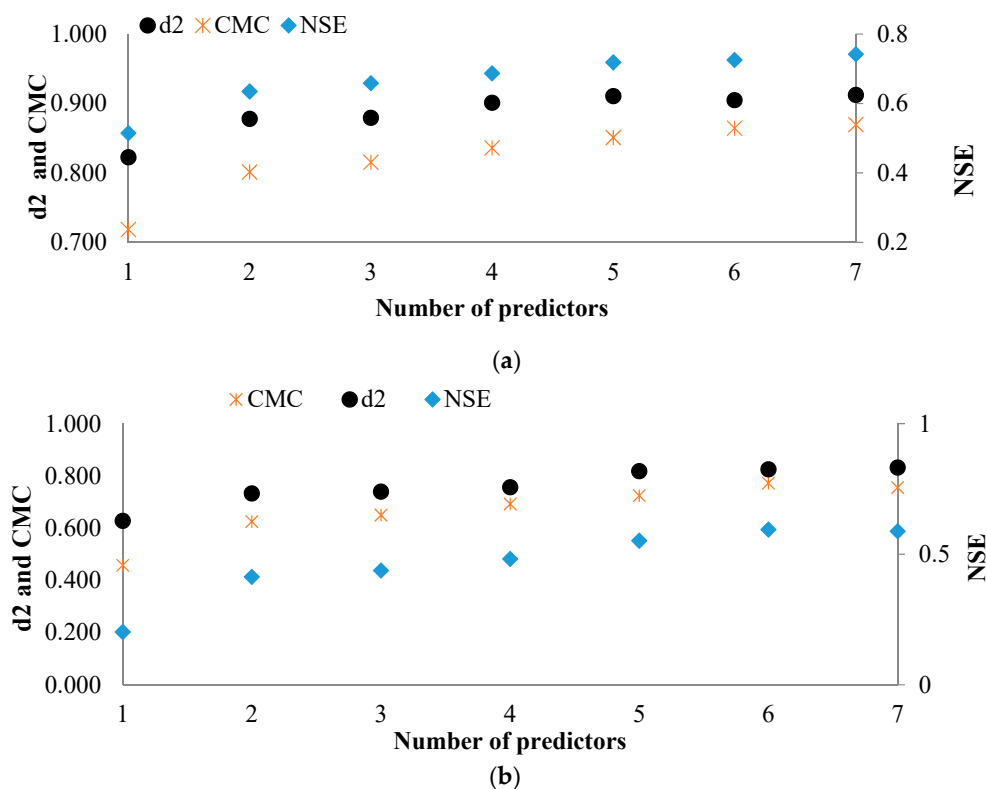 d2 CMC NSE
1.000
0.900
0.800
0.700
d2 and CMC
0.8
0.6
0.4
0.2
NSE
1 2 3 4 5 6 7
Number of predictors
(a)
CMC d2 NSE
1.000
0.800
0.600
0.400
0.200
0.000
d2 and CMC
1
0.5
0
NSE
1 2 3 4 5 6 7
Number of predictors
(b)